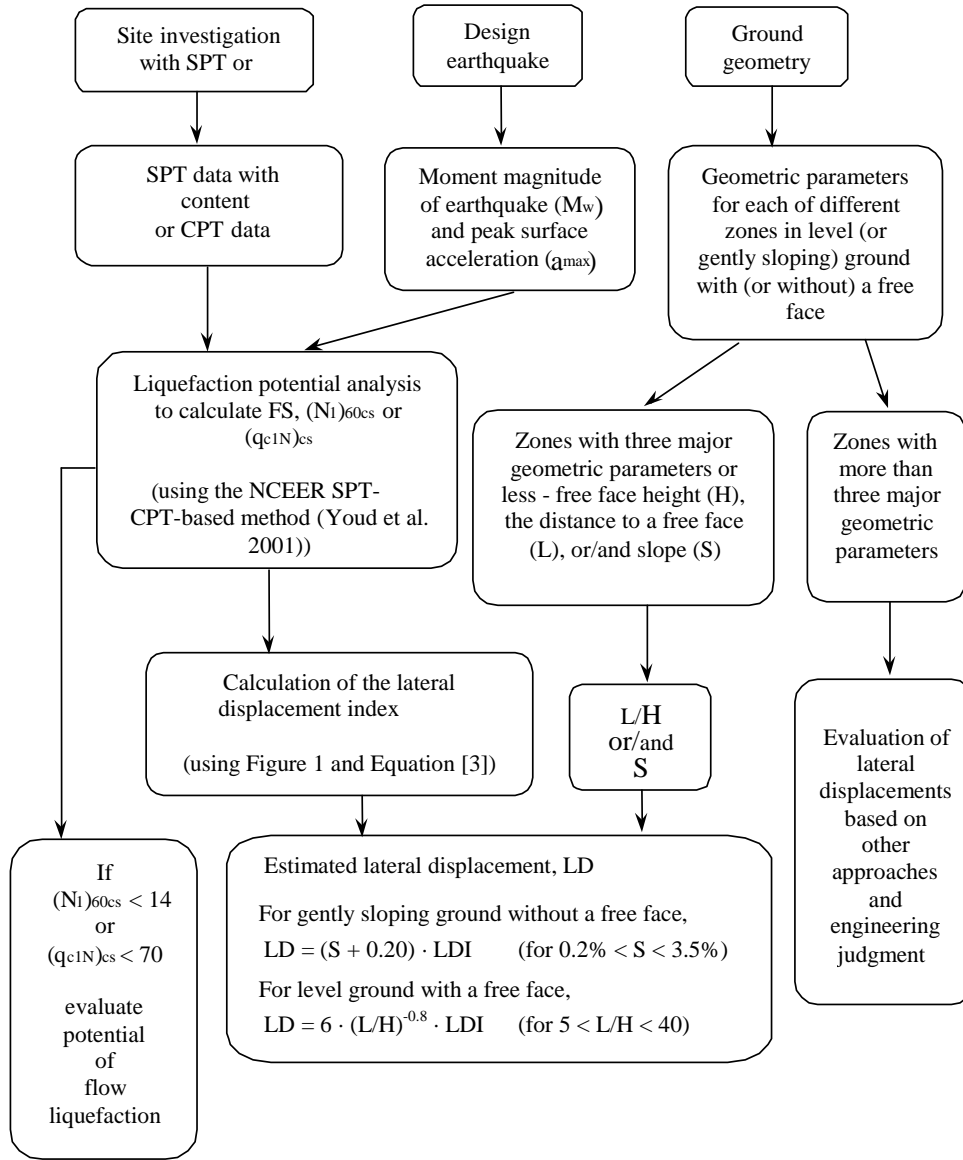 Site investigation
with SPT or
Design
earthquake
Ground
geometry
SPT data with
content
or CPT data
Moment magnitude
of earthquake (Mw)
and peak surface
acceleration (amax)
Geometric parameters
for each of different
zones in level (or
gently sloping) ground
with (or without) a free
face
Liquefaction potential analysis
to calculate FS, (N1)60cs or
(qc1N)cs
(using the NCEER SPT-
CPT-based method (Youd et al.
2001))
Zones with three major
geometric parameters or
less - free face height (H),
the distance to a free face
(L), or/and slope (S)
Zones with
more than
three major
geometric
parameters
Calculation of the lateral
displacement index
(using Figure 1 and Equation [3])
L/H
or/and
S
Evaluation of
lateral
displacements
based on
other
approaches
and
engineering
judgment
If
(N1)60cs < 14
or
(qc1N)cs < 70
evaluate
potential
of
flow
liquefaction
Estimated lateral displacement, LD
For gently sloping ground without a free face,
LD = (S + 0.20) · LDI (for 0.2% < S < 3.5%)
For level ground with a free face,
LD = 6 · (L/H)-0.8 · LDI (for 5 < L/H < 40)